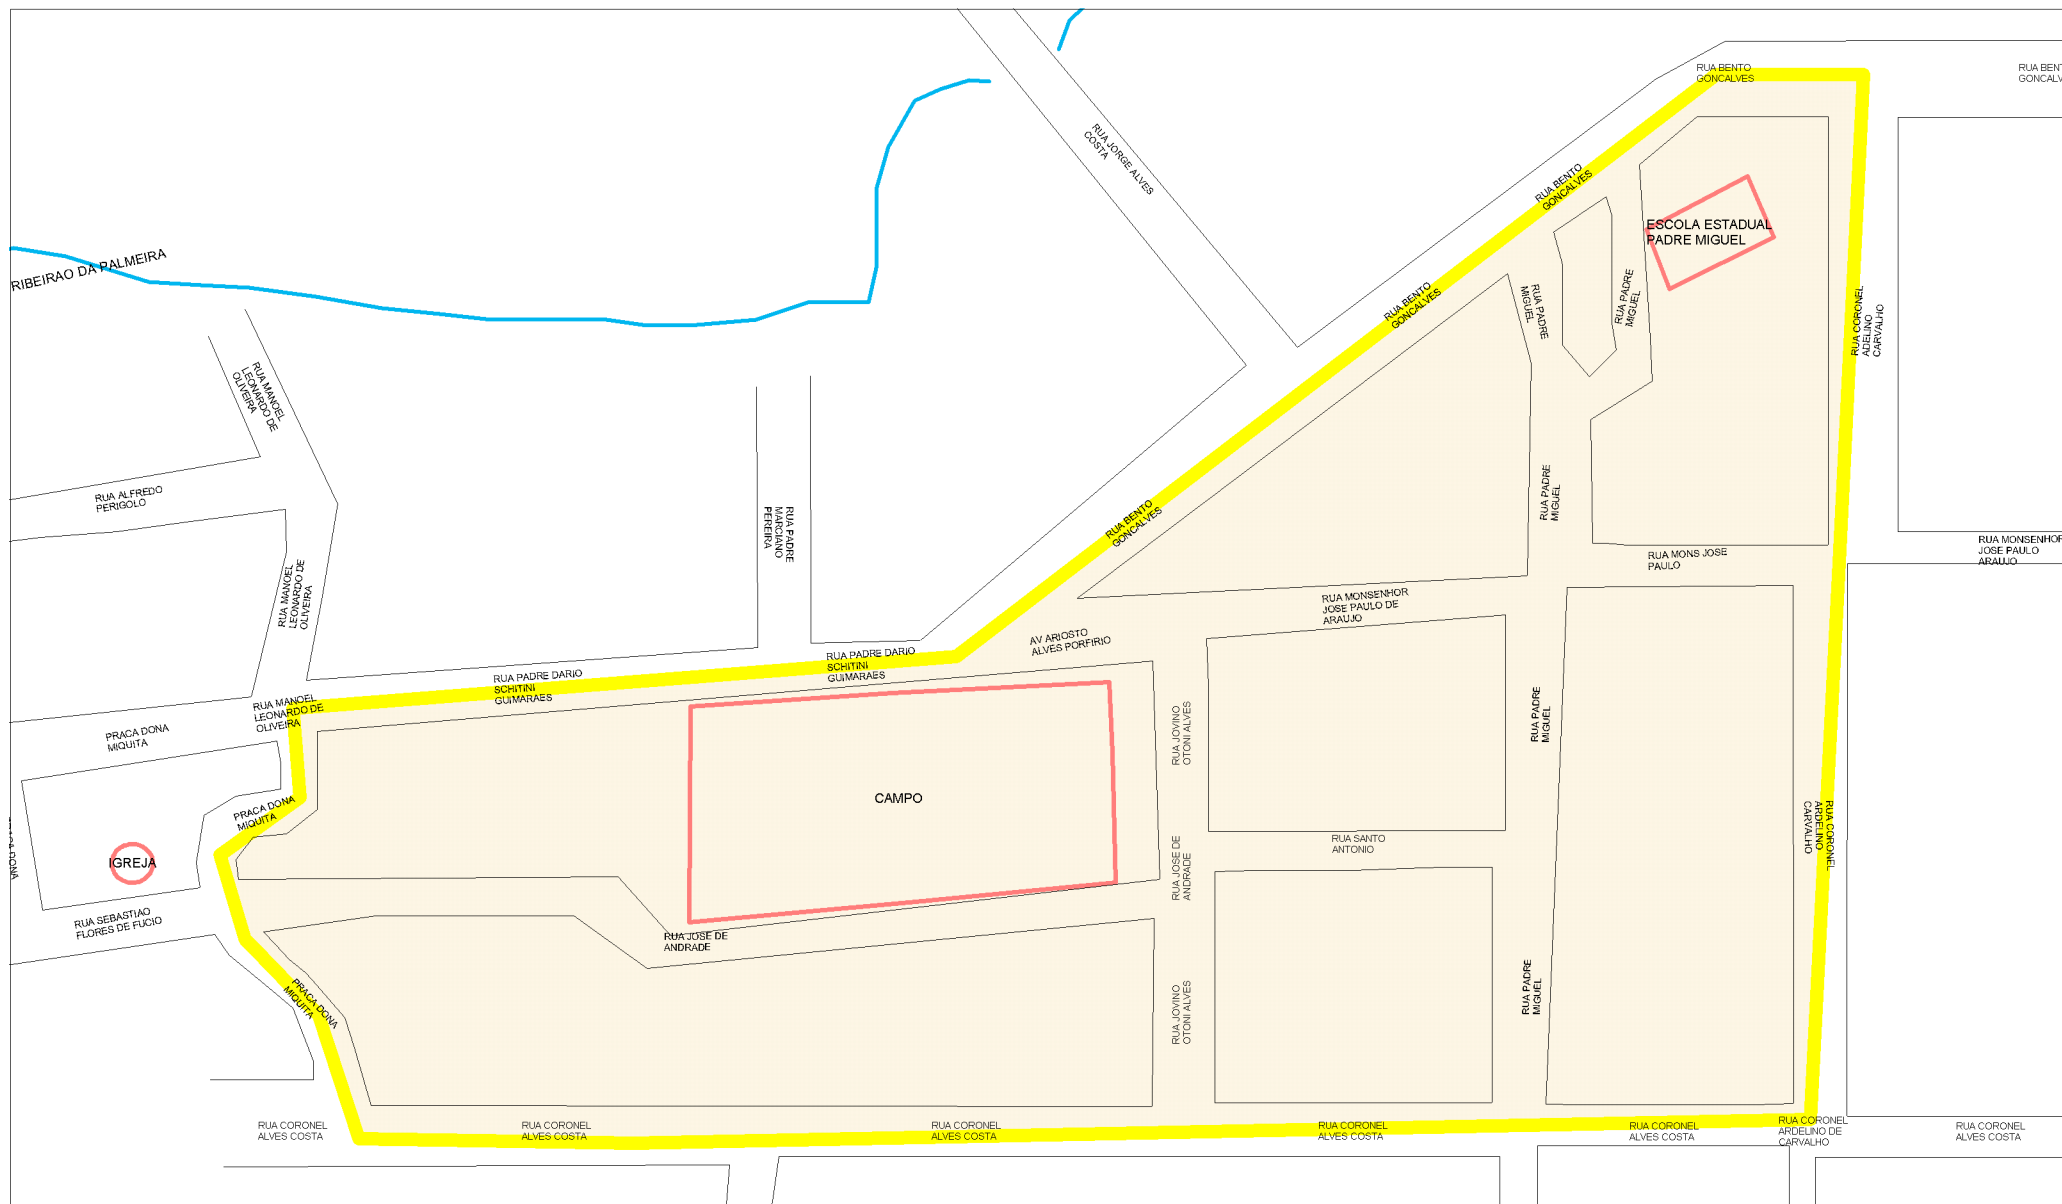 RUA BENTO
GONCALVES
RUA BENT
GONCALV
RUA JORGE ALVES
COSTA
RUA BENTO
GONCALVES
ESCOLA ESTADUAL
PADRE MIGUEL
RIBEIRAO DA PALMEIRA
RUA BENTO
GONCALVES
RUA PADRE
MIGUEL
RUA PADRE
MIGUEL
RUA CORONEL
ADELINO
CARVALHO
RUA MANOEL
LEONARDO DE
OLIVEIRA
RUA ALFREDO
PERIGOLO
RUA PADRE
MARCIANO
PEREIRA
RUA BENTO
GONCALVES
RUA PADRE
MIGUEL
RUA MONS JOSE
PAULO
RUA MONSENHOR
JOSE PAULO
ARAUJO
RUA MANOEL
LEONARDO DE
OLIVEIRA
RUA MONSENHOR
JOSE PAULO DE
ARAUJO
AV ARIOSTO
ALVES PORFIRIO
RUA PADRE DARIO
SCHITINI
GUIMARAES
RUA PADRE DARIO
SCHITINI
GUIMARAES
RUA MANOEL
LEONARDO DE
OLIVEIRA
PRACA DONA
MIQUITA
RUA JOVINO
OTONI ALVES
RUA PADRE
MIGUEL
CAMPO
PRACA DONA
MIQUITA
RUA CORONEL
ARDELINO
CARVALHO
RUA SANTO
ANTONIO
IGREJA
RUA JOSE DE
ANDRADE
RUA SEBASTIAO
FLORES DE FUCIO
RUA JOSE DE
ANDRADE
PRACA DONA
MIQUITA
RUA JOVINO
OTONI ALVES
RUA PADRE
MIGUEL
RUA CORONEL
ALVES COSTA
RUA CORONEL
ALVES COSTA
RUA CORONEL
ALVES COSTA
RUA CORONEL
ALVES COSTA
RUA CORONEL
ALVES COSTA
RUA CORONEL
ARDELINO DE
CARVALHO
RUA CORONEL
ALVES COSTA